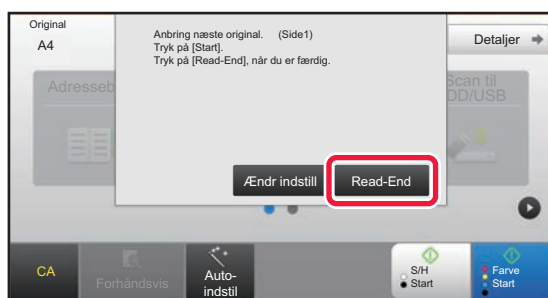 Original
A4
Anbring næste original. (Side1)
Tryk på [Start].
Tryk på [Read-End], når du er færdig.
Detaljer
Adresseb
Scan til
DD/USB
Ændr indstill
Read-End
CA
Forhåndsvis
Auto-
indstil
S/H
Start
Farve
Start